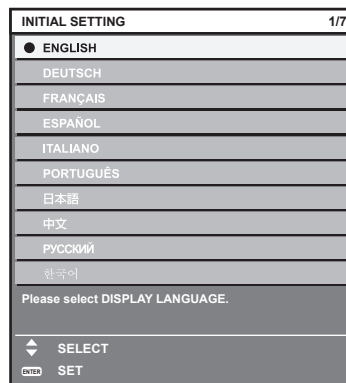 INITIAL SETTING 1/7
ENGLISH
DEUTSCH
FRANÇAIS
ESPAÑOL
ITALIANO
PORTUGUÊS
日本語
中文
РУССКИЙ
한국어
Please select DISPLAY LANGUAGE.
SELECT
ENTER SET